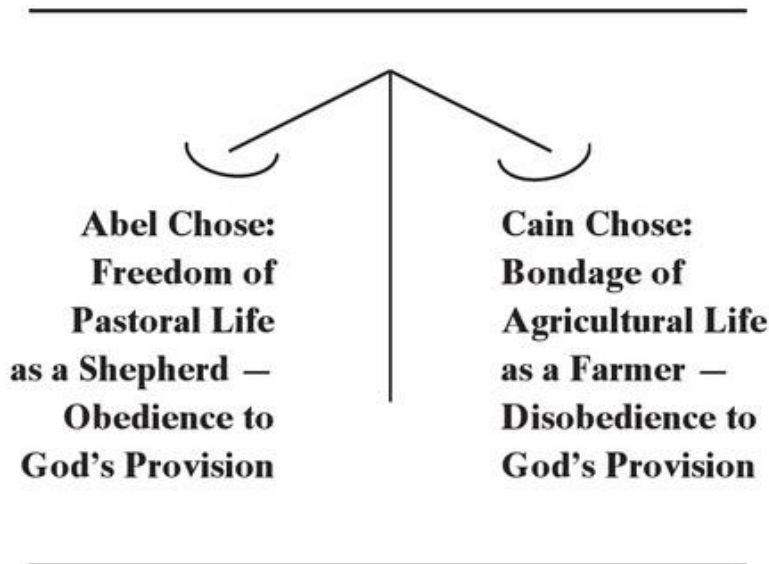 Abel Chose:
Freedom of
Pastoral Life
as a Shepherd —
Obedience to
God's Provision
Cain Chose:
Bondage of
Agricultural Life
as a Farmer —
Disobedience to
God's Provision